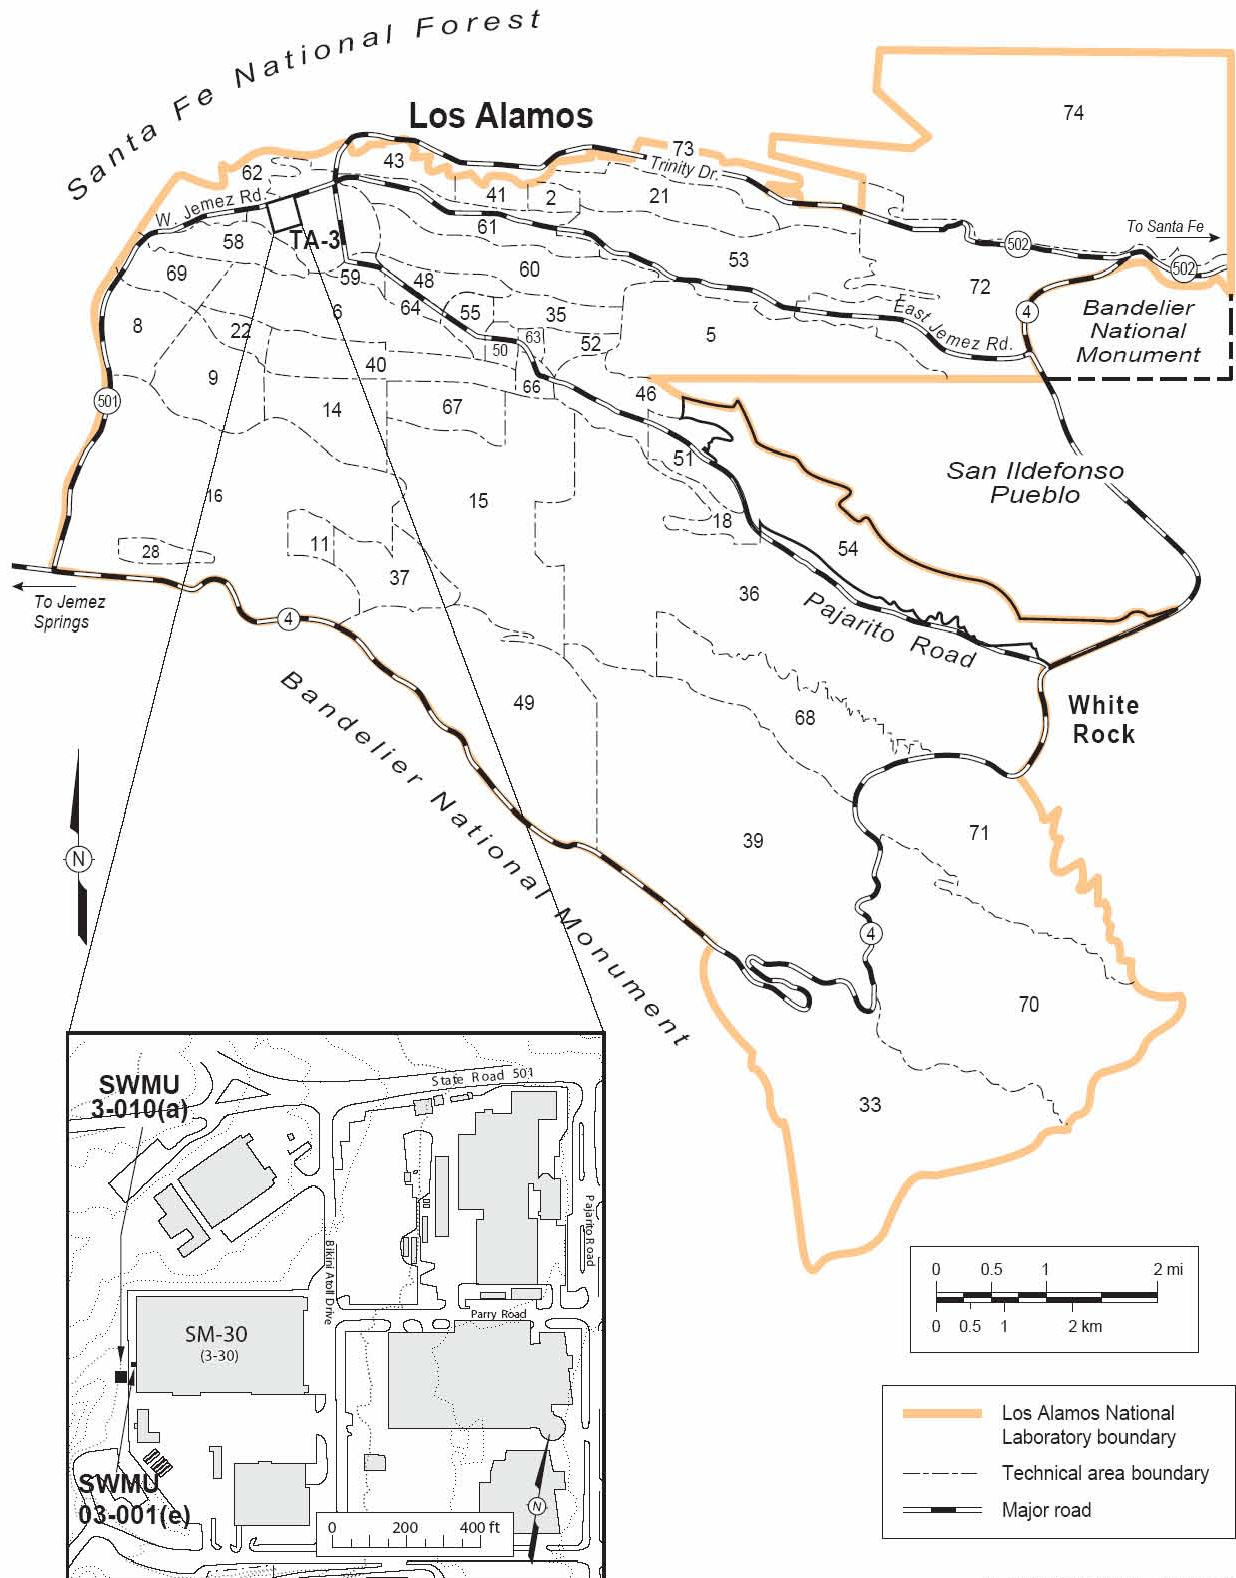 Santa Fe National Forest
Los Alamos
74
73
43
62
Trinity Dr.
W. Jemez Rd.
41
2
21
TA-3
61
58
To Santa Fe
502
502
53
60
69
59
48
72
6
64
55
35
8
22
4
East Jemez Rd.
5
Bandelier
National
Monument
63
52
50
40
9
66
46
501
14
67
51
San Ildefonso
Pueblo
16
15
18
11
28
54
37
36
To Jemez
Springs
4
Pajarito Road
49
68
White
Rock
Bandelier National Monument
39
71
N
4
70
33
SWMU
3-010(a)
State Road 501
Pajarito Road
Bikini Atoll Drive
Parry Road
SM-30
(3-30)
SWMU
03-001(e)
N
0 200 400 ft
0 0.5 1 2 mi
0 0.5 1 2 km
Los Alamos National
Laboratory boundary
Technical area boundary
Major road